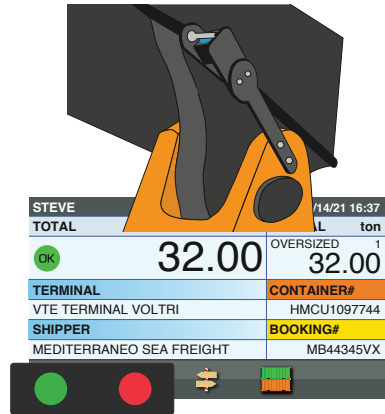 STEVE /14/21 16:37
TOTAL AL ton
OK 32.00 OVERSIZED 1
32.00
TERMINAL CONTAINER#
VTE TERMINAL VOLTRI HMCU1097744
SHIPPER BOOKING#
MEDITERRANEO SEA FREIGHT MB44345VX